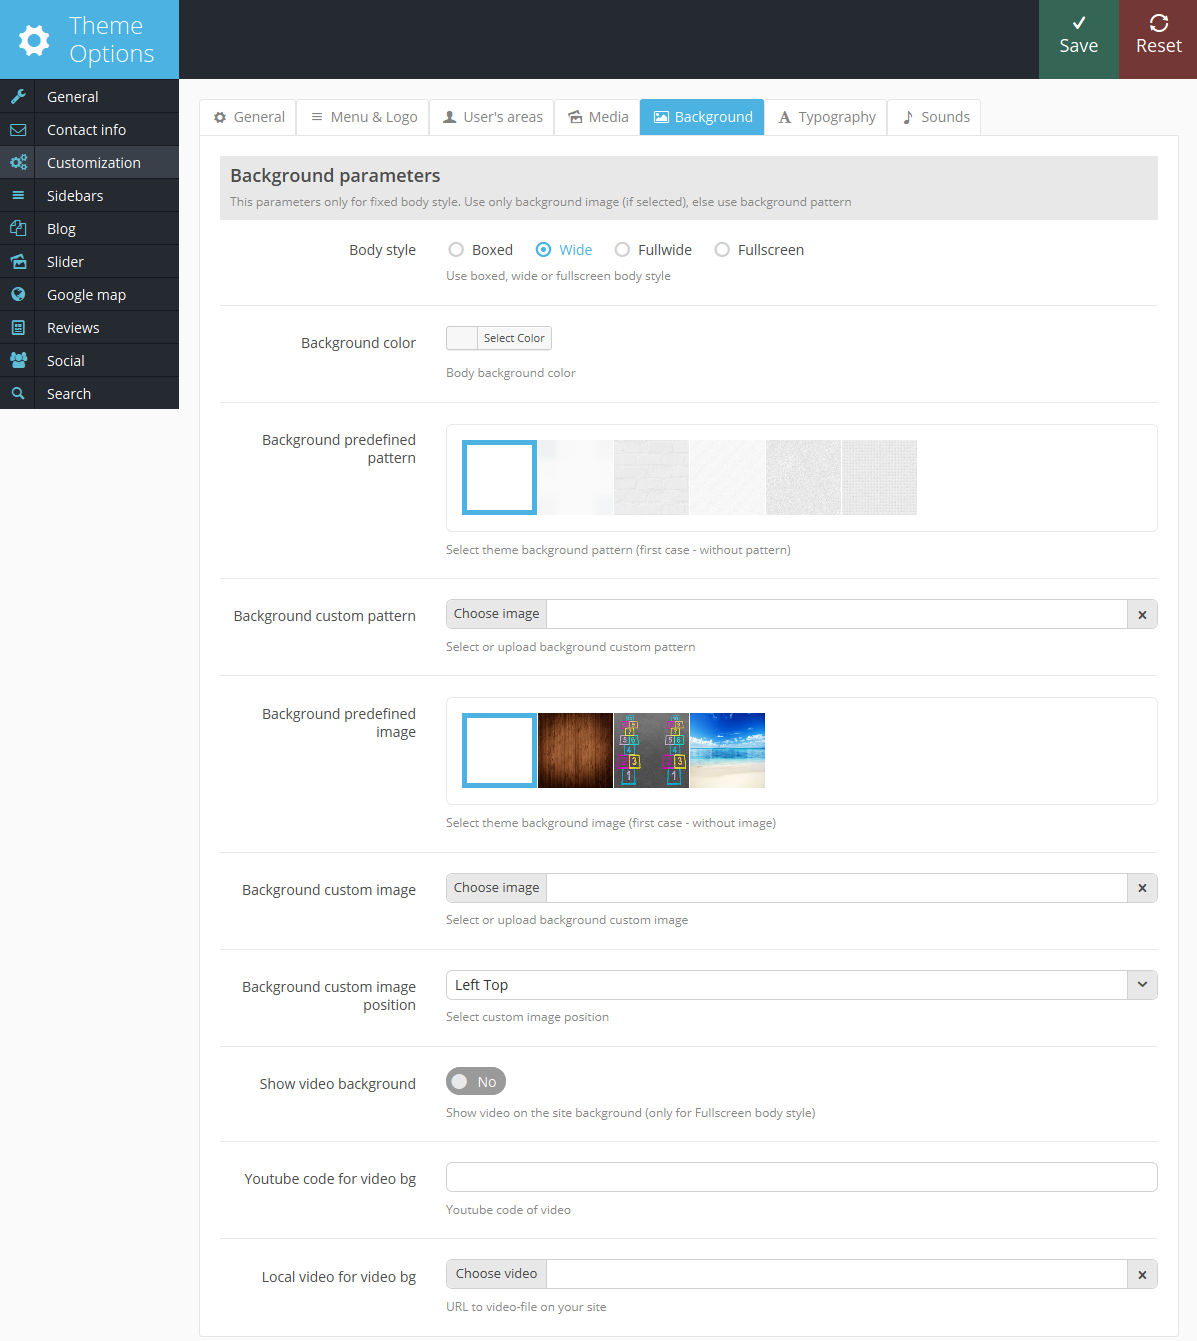 Theme
Options
Save
Reset
General
Contact info
Customization
Sidebars
Blog
Slider
Google map
Reviews
Social
Search
General Menu & Logo User's areas Media Background Typography Sounds
Background parameters
This parameters only for fixed body style. Use only background image (if selected), else use background pattern
Body style Boxed Wide Fullwide Fullscreen
Use boxed, wide or fullscreen body style
Background color Select Color
Body background color
Background predefined
pattern
Select theme background pattern (first case - without pattern)
Background custom pattern Choose image
Select or upload background custom pattern
Background predefined
image
Select theme background image (first case - without image)
Background custom image Choose image
Select or upload background custom image
Background custom image
position
Left Top
Select custom image position
Show video background No
Show video on the site background (only for Fullscreen body style)
Youtube code for video bg
Youtube code of video
Local video for video bg Choose video
URL to video-file on your site